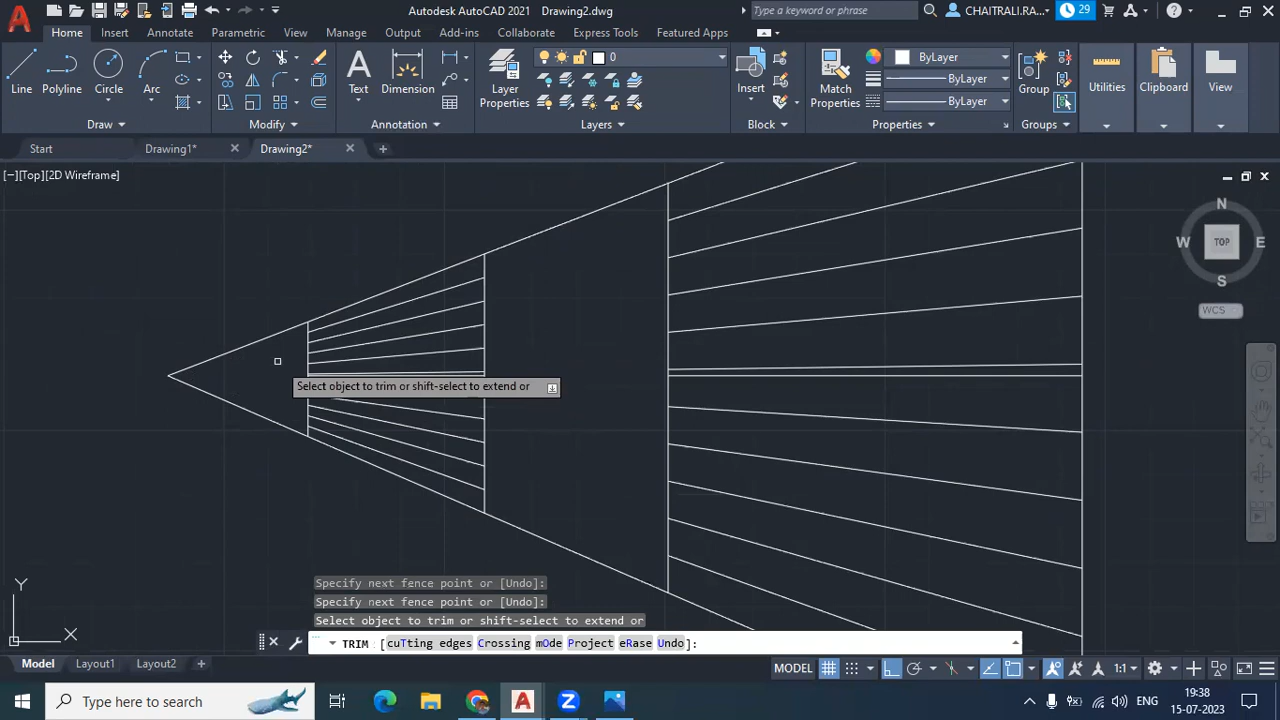 Autodesk AutoCAD 2021 Drawing2.dwg
Type a keyword or phrase
CHAITRALI.RA...
29
Home Insert Annotate Parametric View Manage Output Add-ins Collaborate Express Tools Featured Apps
Line Polyline Circle Arc
Text Dimension
Layer Properties
0
Insert
Match Properties
ByLayer
ByLayer
ByLayer
Group
Utilities Clipboard View
Draw Modify Annotation Layers Block Properties Groups
Start Drawing1* Drawing2*
[−][Top][2D Wireframe]
N
W TOP E
S
WCS
Select object to trim or shift-select to extend or
Y
X
Specify next fence point or [Undo]:
Specify next fence point or [Undo]:
Select object to trim or shift-select to extend or
TRIM [cuTting edges Crossing mOde Project eRase Undo]:
Model Layout1 Layout2
MODEL 1:1
Type here to search
ENG
19:38
15-07-2023